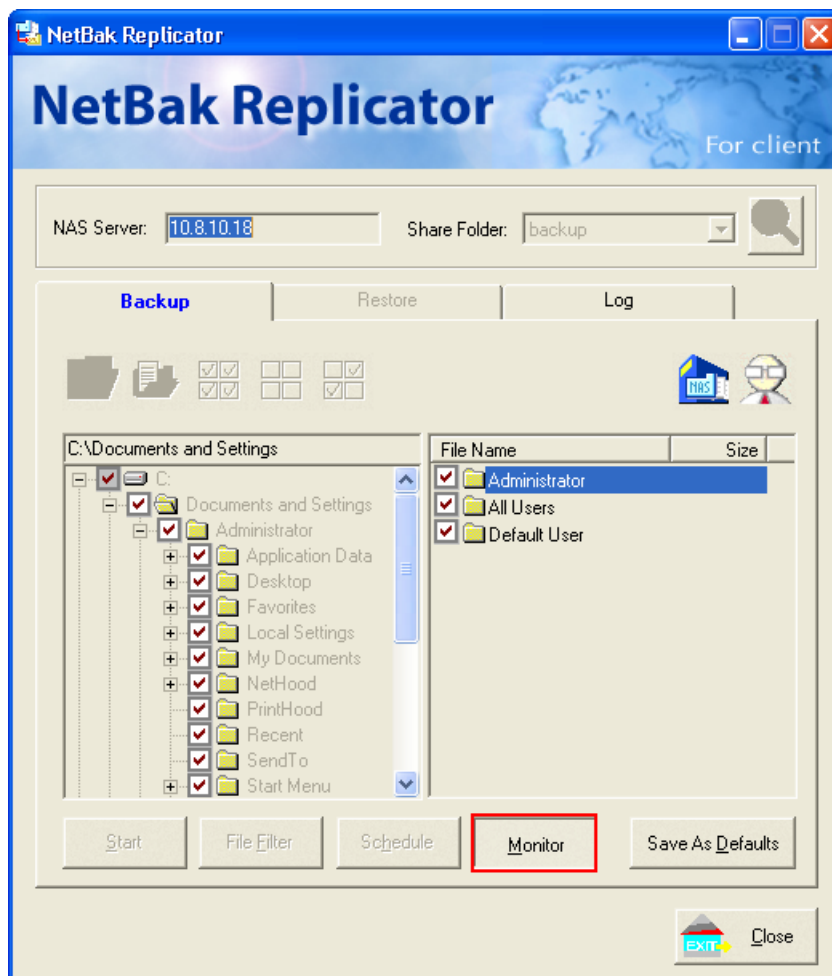 NetBak Replicator
NetBak Replicator
For client
NAS Server: 10.8.10.18 Share Folder: backup
Backup Restore Log
NAS
C:\Documents and Settings
C:
Documents and Settings
Administrator
Application Data
Desktop
Favorites
Local Settings
My Documents
NetHood
PrintHood
Recent
SendTo
Start Menu
File Name Size
Administrator
All Users
Default User
Start File Filter Schedule Monitor Save As Defaults
EXIT Close